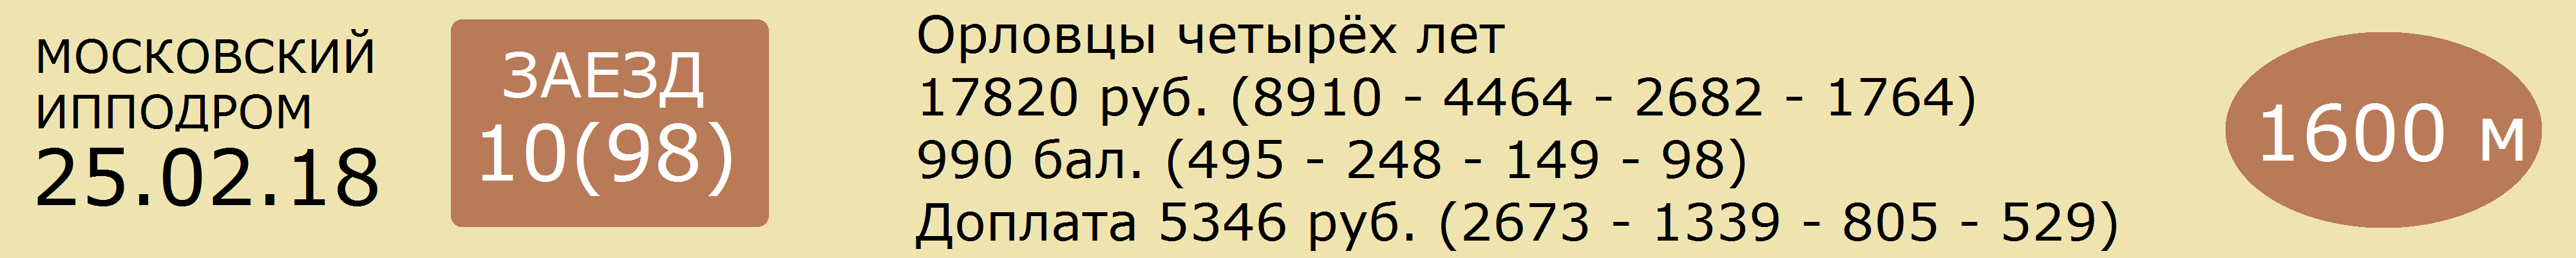 МОСКОВСКИЙ
ИППОДРОМ
25.02.18
ЗАЕЗД
10(98)
Орловцы четырёх лет
17820 руб. (8910 - 4464 - 2682 - 1764)
990 бал. (495 - 248 - 149 - 98)
Доплата 5346 руб. (2673 - 1339 - 805 - 529)
1600 м